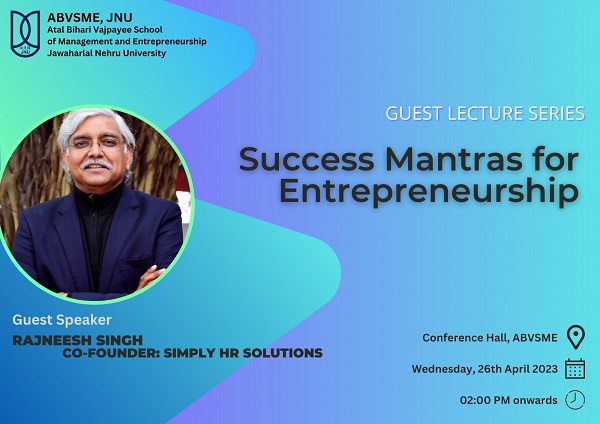 ABVSME, JNU
Atal Bihari Vajpayee School
of Management and Entrepreneurship
Jawaharlal Nehru University
GUEST LECTURE SERIES
Success Mantras for
Entrepreneurship
Guest Speaker
RAJNEESH SINGH
CO-FOUNDER: SIMPLY HR SOLUTIONS
Conference Hall, ABVSME
Wednesday, 26th April 2023
02:00 PM onwards